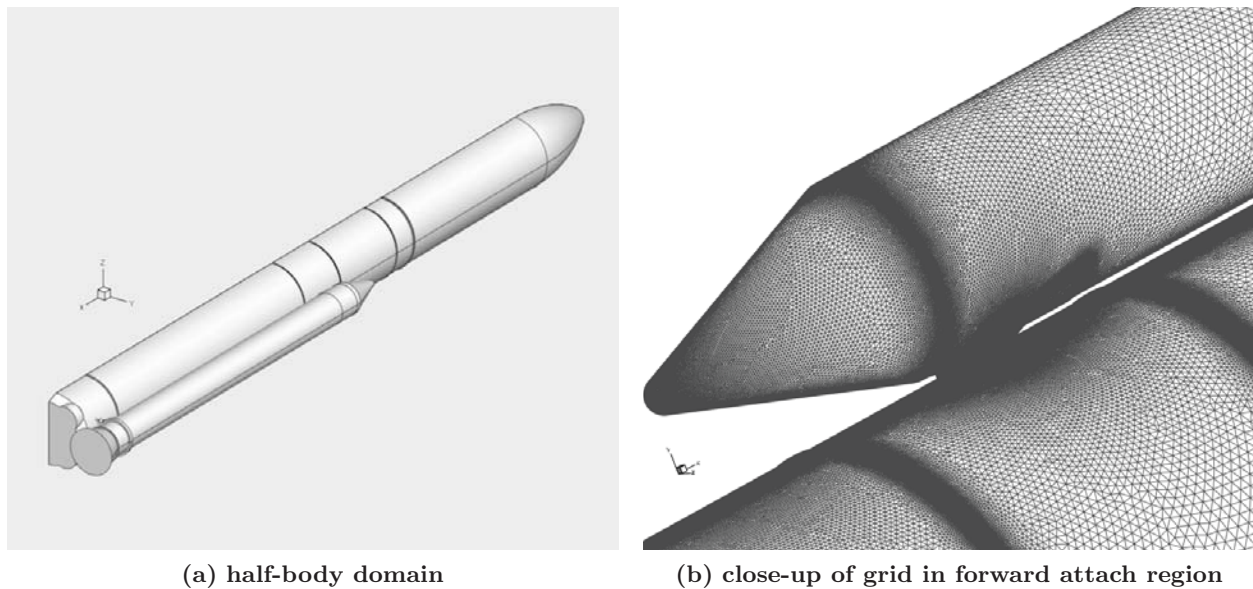 Z
X
Y
(a) half-body domain
(b) close-up of grid in forward attach region